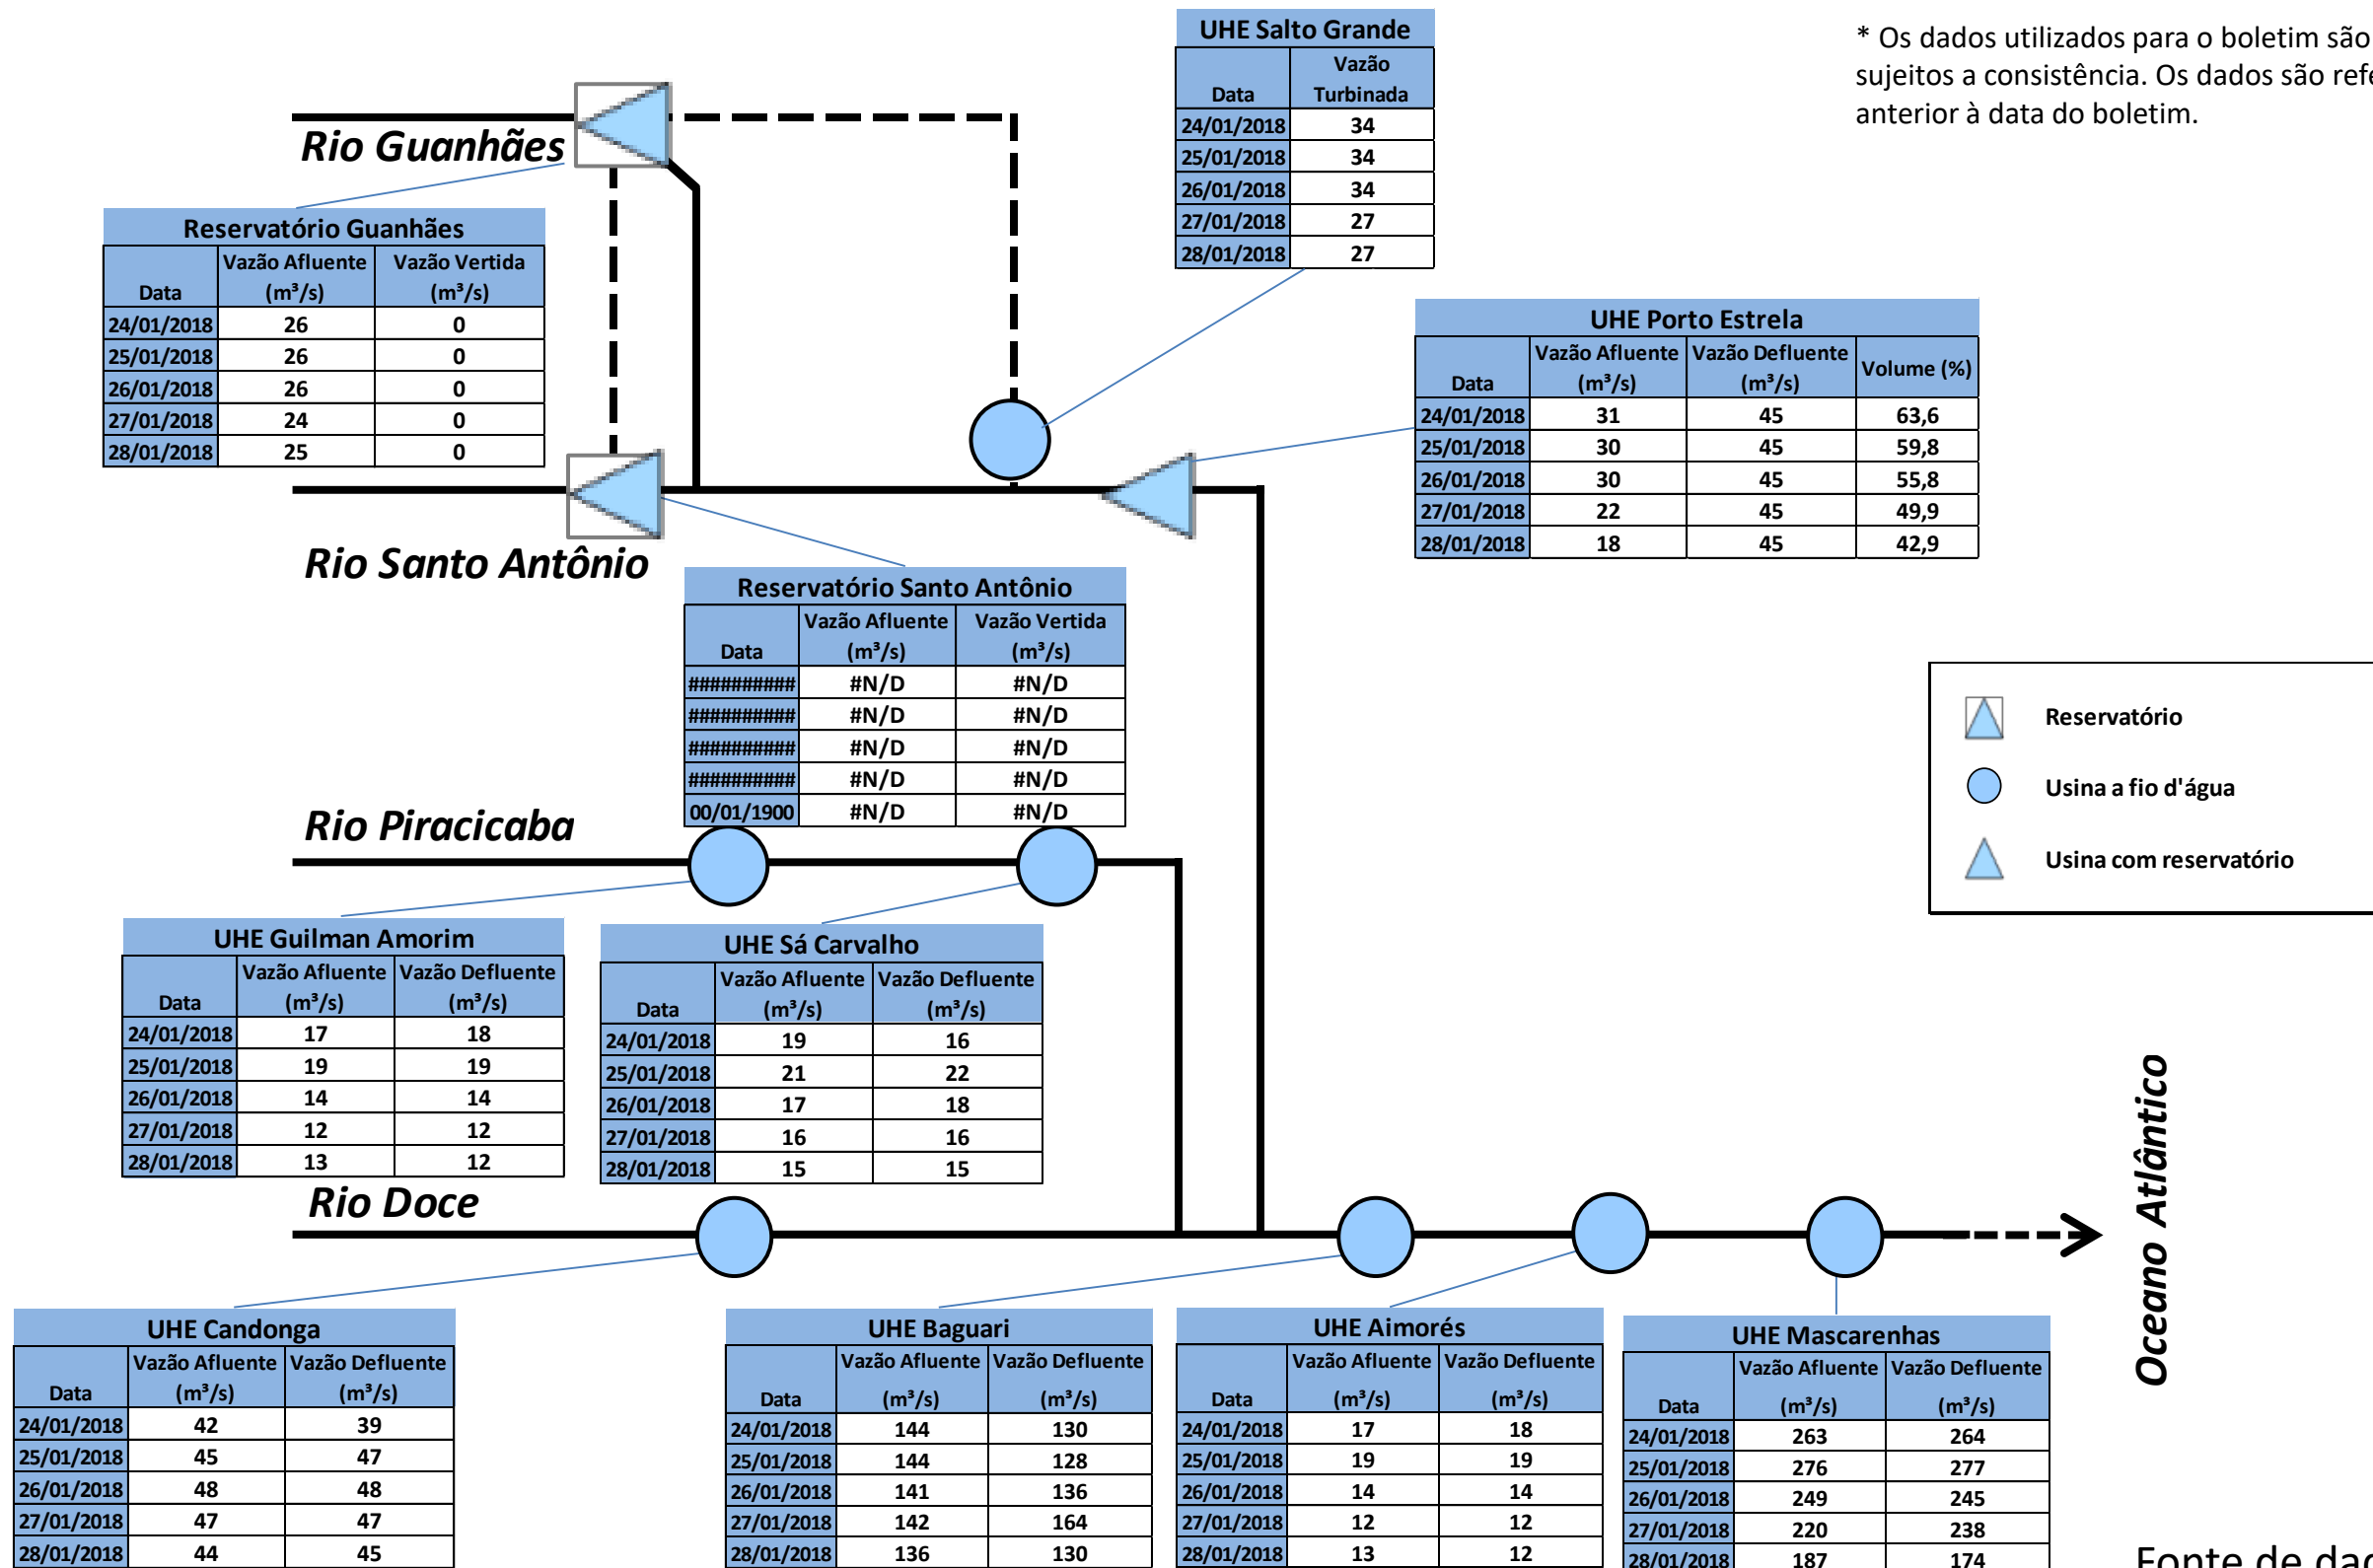 UHE Salto Grande
Data Vazão Turbinada
24/01/2018 34
25/01/2018 34
26/01/2018 34
27/01/2018 27
28/01/2018 27
* Os dados utilizados para o boletim são
sujeitos a consistência. Os dados são refe
anterior à data do boletim.
Rio Guanhães
Reservatório Guanhães
Data Vazão Afluente (m³/s) Vazão Vertida (m³/s)
24/01/2018 26 0
25/01/2018 26 0
26/01/2018 26 0
27/01/2018 24 0
28/01/2018 25 0
UHE Porto Estrela
Data Vazão Afluente (m³/s) Vazão Defluente (m³/s) Volume (%)
24/01/2018 31 45 63,6
25/01/2018 30 45 59,8
26/01/2018 30 45 55,8
27/01/2018 22 45 49,9
28/01/2018 18 45 42,9
Rio Santo Antônio
Reservatório Santo Antônio
Data Vazão Afluente (m³/s) Vazão Vertida (m³/s)
########## #N/D #N/D
########## #N/D #N/D
########## #N/D #N/D
########## #N/D #N/D
00/01/1900 #N/D #N/D
Reservatório
Usina a fio d'água
Usina com reservatório
Rio Piracicaba
UHE Guilman Amorim
Data Vazão Afluente (m³/s) Vazão Defluente (m³/s)
24/01/2018 17 18
25/01/2018 19 19
26/01/2018 14 14
27/01/2018 12 12
28/01/2018 13 12
UHE Sá Carvalho
Data Vazão Afluente (m³/s) Vazão Defluente (m³/s)
24/01/2018 19 16
25/01/2018 21 22
26/01/2018 17 18
27/01/2018 16 16
28/01/2018 15 15
Rio Doce
Oceano Atlântico
UHE Candonga
Data Vazão Afluente (m³/s) Vazão Defluente (m³/s)
24/01/2018 42 39
25/01/2018 45 47
26/01/2018 48 48
27/01/2018 47 47
28/01/2018 44 45
UHE Baguari
Data Vazão Afluente (m³/s) Vazão Defluente (m³/s)
24/01/2018 144 130
25/01/2018 144 128
26/01/2018 141 136
27/01/2018 142 164
28/01/2018 136 130
UHE Aimorés
Data Vazão Afluente (m³/s) Vazão Defluente (m³/s)
24/01/2018 17 18
25/01/2018 19 19
26/01/2018 14 14
27/01/2018 12 12
28/01/2018 13 12
UHE Mascarenhas
Data Vazão Afluente (m³/s) Vazão Defluente (m³/s)
24/01/2018 263 264
25/01/2018 276 277
26/01/2018 249 245
27/01/2018 220 238
28/01/2018 187 174
Fonte de dad